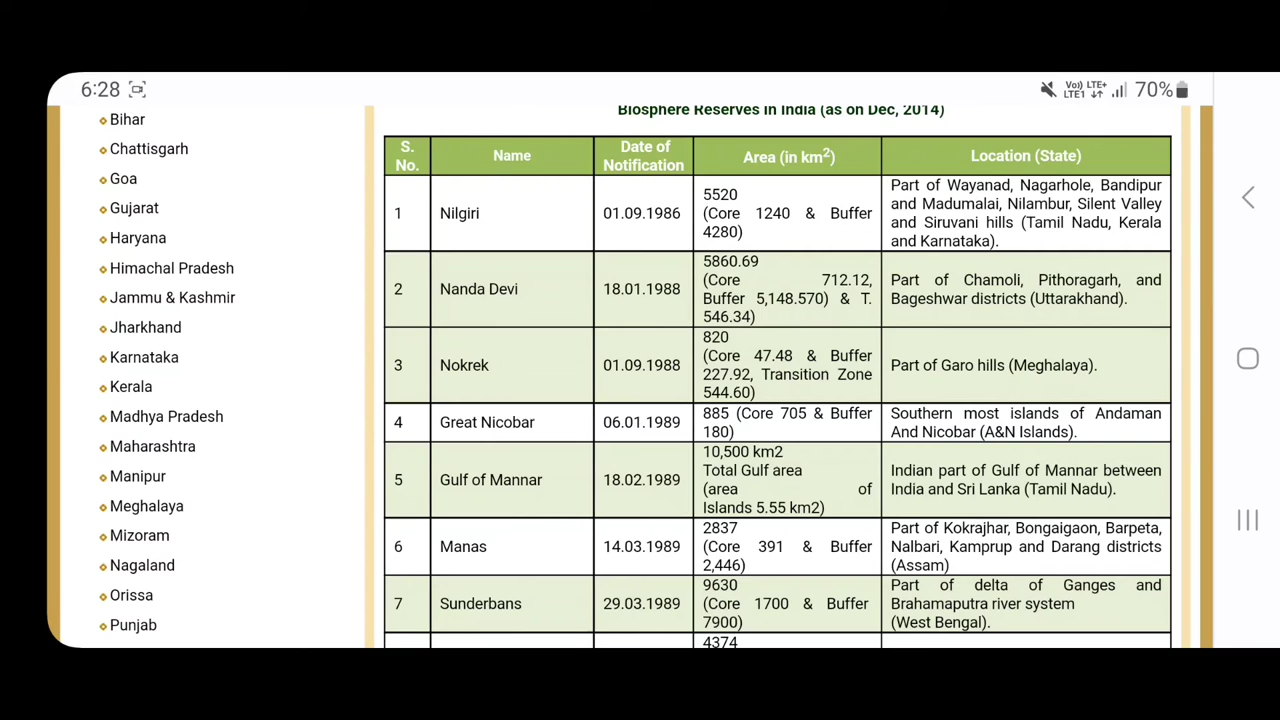 6:28
Vo) LTE+
LTE1 70%
Bihar
Chattisgarh
Goa
Gujarat
Haryana
Himachal Pradesh
Jammu & Kashmir
Jharkhand
Karnataka
Kerala
Madhya Pradesh
Maharashtra
Manipur
Meghalaya
Mizoram
Nagaland
Orissa
Punjab
Biosphere Reserves in India (as on Dec, 2014)
S. No. Name Date of Notification Area (in km2) Location (State)
1 Nilgiri 01.09.1986
5520
(Core 1240 & Buffer
4280)
Part of Wayanad, Nagarhole, Bandipur
and Madumalai, Nilambur, Silent Valley
and Siruvani hills (Tamil Nadu, Kerala
and Karnataka).
2 Nanda Devi 18.01.1988
5860.69
(Core 712.12,
Buffer 5,148.570) & T.
546.34)
Part of Chamoli, Pithoragarh, and
Bageshwar districts (Uttarakhand).
3 Nokrek 01.09.1988
820
(Core 47.48 & Buffer
227.92, Transition Zone
544.60)
Part of Garo hills (Meghalaya).
4 Great Nicobar 06.01.1989
885 (Core 705 & Buffer
180)
Southern most islands of Andaman
And Nicobar (A&N Islands).
5 Gulf of Mannar 18.02.1989
10,500 km2
Total Gulf area
(area of
Islands 5.55 km2)
Indian part of Gulf of Mannar between
India and Sri Lanka (Tamil Nadu).
6 Manas 14.03.1989
2837
(Core 391 & Buffer
2,446)
Part of Kokrajhar, Bongaigaon, Barpeta,
Nalbari, Kamprup and Darang districts
(Assam)
7 Sunderbans 29.03.1989
9630
(Core 1700 & Buffer
7900)
Part of delta of Ganges and
Brahamaputra river system
(West Bengal).
4374